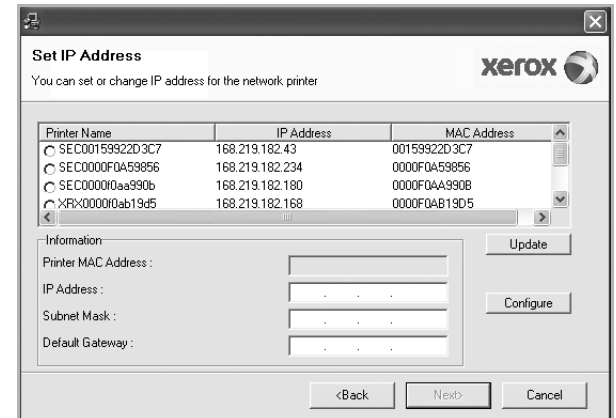 Set IP Address
You can set or change IP address for the network printer
xerox
Printer Name IP Address MAC Address
SEC00159922D3C7 168.219.182.43 00159922D3C7
SEC0000F0A59856 168.219.182.234 0000F0A59856
SEC0000f0aa990b 168.219.182.180 0000F0AA990B
XRX0000f0ab19d5 168.219.182.168 0000F0AB19D5
Information
Update
Printer MAC Address :
IP Address : . . .
Configure
Subnet Mask : . . .
Default Gateway : . . .
<Back Next> Cancel